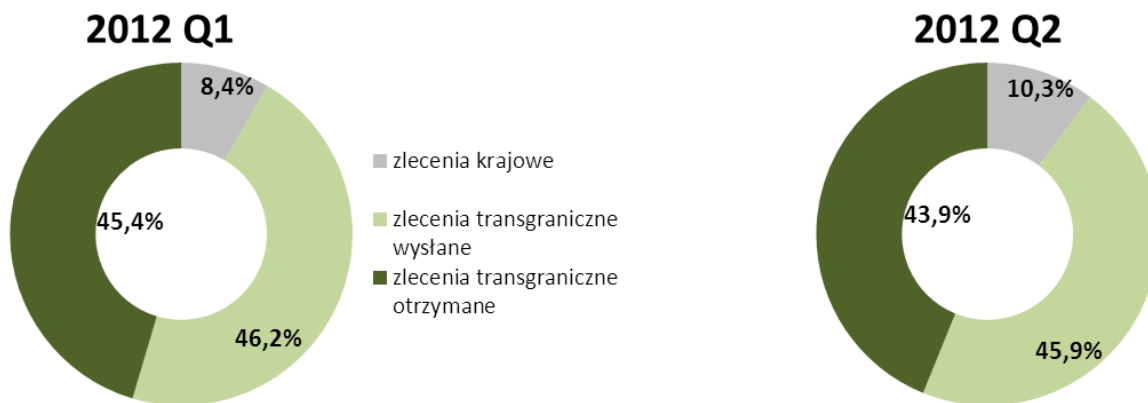 2012 Q1
8,4%
45,4%
46,2%
zlecenia krajowe
zlecenia transgraniczne
wysłane
zlecenia transgraniczne
otrzymane
2012 Q2
10,3%
43,9%
45,9%